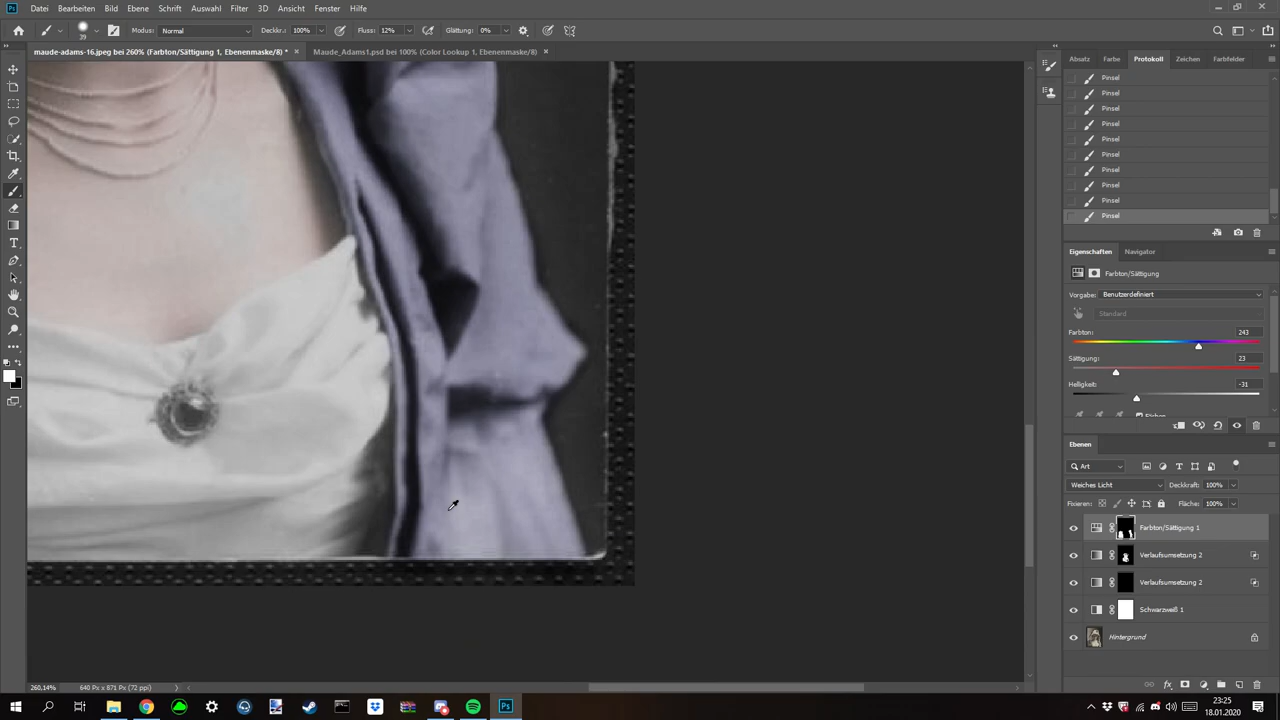 Datei Bearbeiten Bild Ebene Schrift Auswahl Filter 3D Ansicht Fenster Hilfe
39 Modus: Normal Deckkr.: 100% Fluss: 12% Glättung: 0%
maude-adams-16.jpeg bei 260% (Farbton/Sättigung 1, Ebenenmaske/8) * × Maude_Adams1.psd bei 100% (Color Lookup 1, Ebenenmaske/8) ×
Absatz Farbe Protokoll Zeichen Farbfelder
Pinsel
Pinsel
Pinsel
Pinsel
Pinsel
Pinsel
Pinsel
Pinsel
Pinsel
Pinsel
Eigenschaften Navigator
Farbton/Sättigung
Vorgabe: Benutzerdefiniert
Standard
Farbton: 243
Sättigung: 23
Helligkeit: -31
Färben
Ebenen
Art
Weiches Licht Deckkraft: 100%
Fixieren: Fläche: 100%
Farbton/Sättigung 1
Verlaufsumsetzung 2
Verlaufsumsetzung 2
Schwarzweiß 1
Hintergrund
260,14% 640 Px x 871 Px (72 ppi)
23:25
18.01.2020